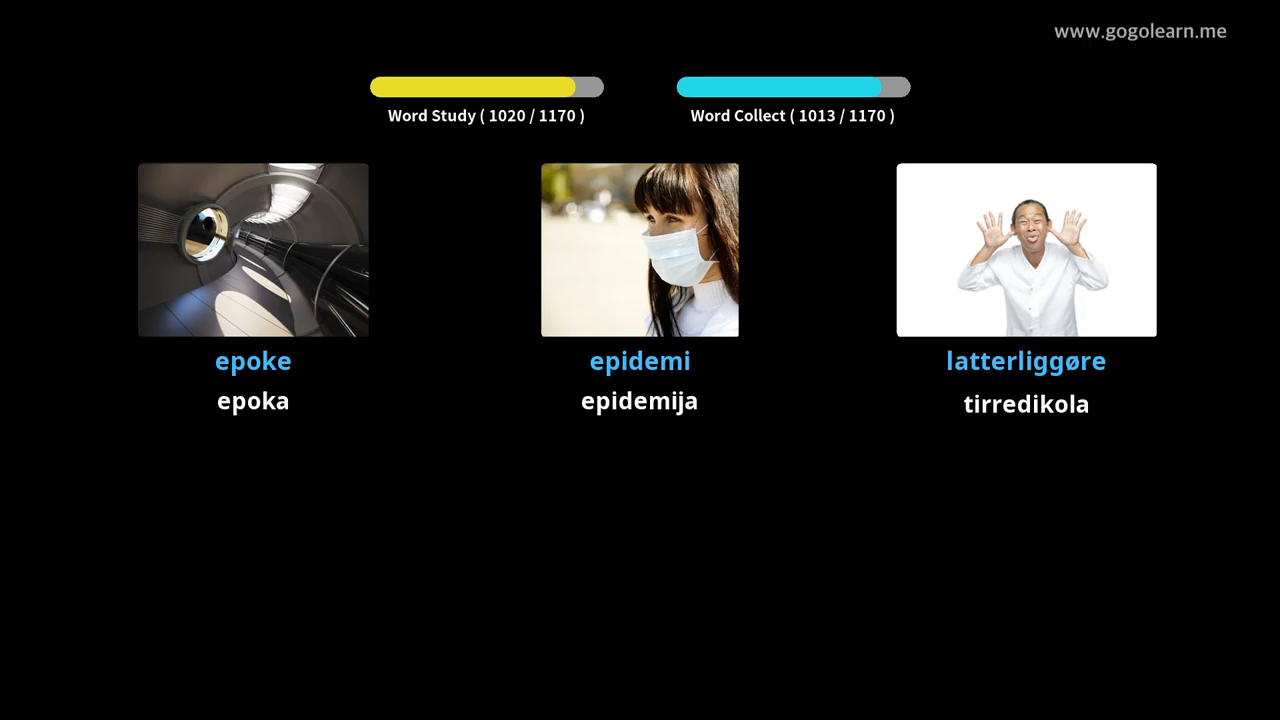 www.gogolearn.me
Word Study ( 1020 / 1170 )
Word Collect ( 1013 / 1170 )
epoke
epidemi
latterliggøre
epoka
epidemija
tirredikola